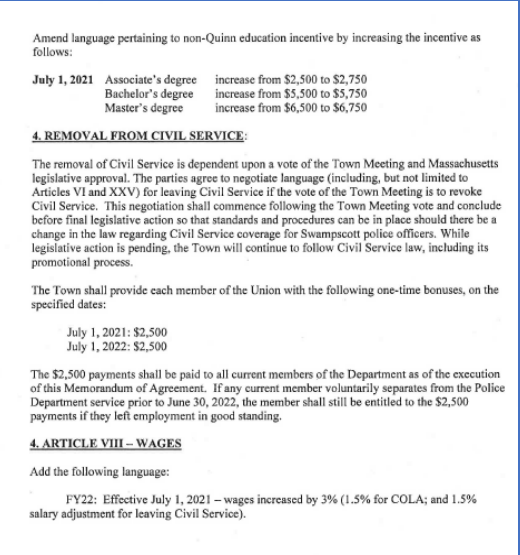 Amend language pertaining to non-Quinn education incentive by increasing the incentive as
follows:
July 1, 2021 Associate's degree increase from $2,500 to $2,750
Bachelor's degree increase from $5,500 to $5,750
Master's degree increase from $6,500 to $6,750
4. REMOVAL FROM CIVIL SERVICE:
The removal of Civil Service is dependent upon a vote of the Town Meeting and Massachusetts
legislative approval. The parties agree to negotiate language (including, but not limited to
Articles VI and XXV) for leaving Civil Service if the vote of the Town Meeting is to revoke
Civil Service. This negotiation shall commence following the Town Meeting vote and conclude
before final legislative action so that standards and procedures can be in place should there be a
change in the law regarding Civil Service coverage for Swampscott police officers. While
legislative action is pending, the Town will continue to follow Civil Service law, including its
promotional process.
The Town shall provide each member of the Union with the following one-time bonuses, on the
specified dates:
July 1, 2021: $2,500
July 1, 2022: $2,500
The $2,500 payments shall be paid to all current members of the Department as of the execution
of this Memorandum of Agreement. If any current member voluntarily separates from the Police
Department service prior to June 30, 2022, the member shall still be entitled to the $2,500
payments if they left employment in good standing.
4. ARTICLE VIII – WAGES
Add the following language:
FY22: Effective July 1, 2021 – wages increased by 3% (1.5% for COLA; and 1.5%
salary adjustment for leaving Civil Service).